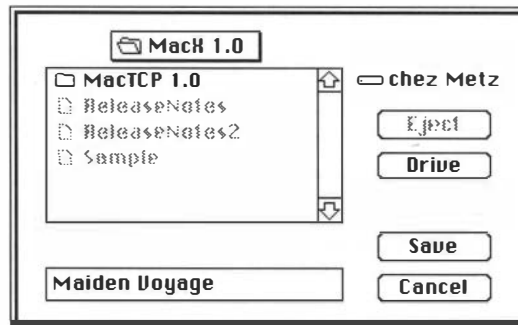 MacX 1.0
MacTCP 1.0
ReleaseNotes
ReleaseNotes2
Sample
chez Metz
Eject
Drive
Save
Cancel
Maiden Voyage